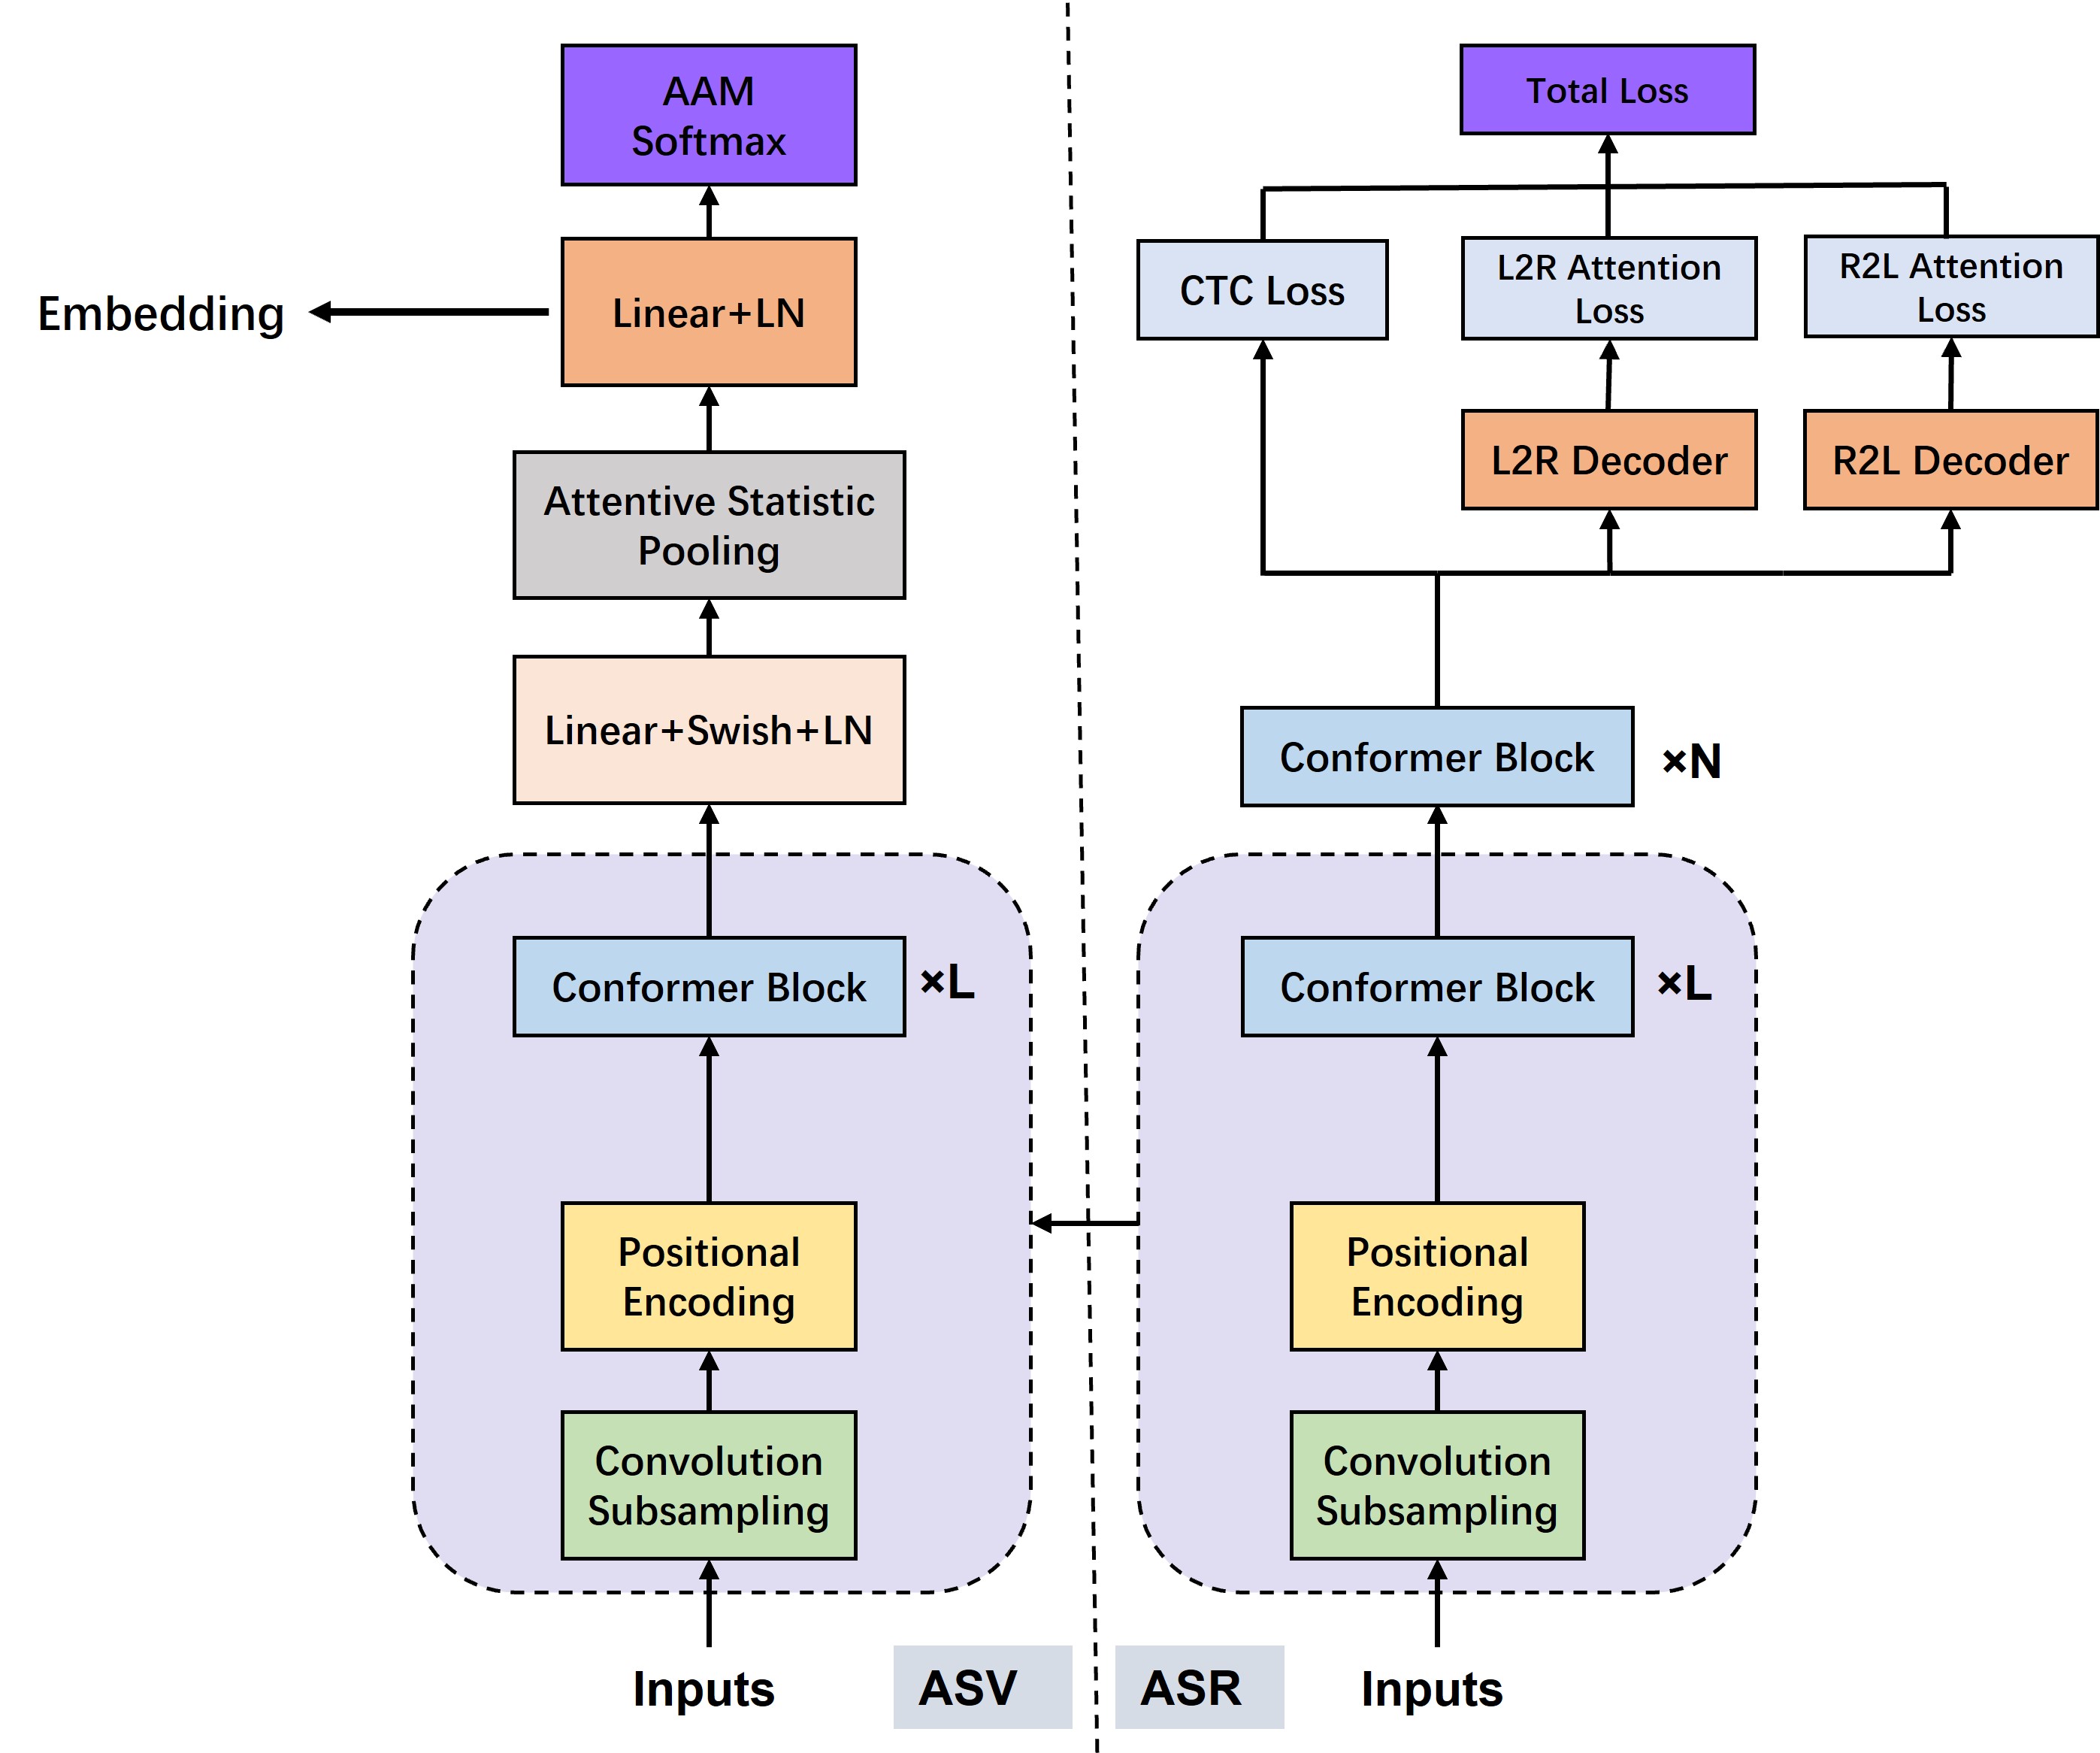 AAM
Softmax
Linear+LN
Embedding
Attentive Statistic
Pooling
Linear+Swish+LN
Conformer Block
×L
Positional
Encoding
Convolution
Subsampling
Inputs
ASV
Total Loss
CTC Loss
L2R Attention
Loss
R2L Attention
Loss
L2R Decoder
R2L Decoder
Conformer Block
×N
Conformer Block
×L
Positional
Encoding
Convolution
Subsampling
ASR
Inputs